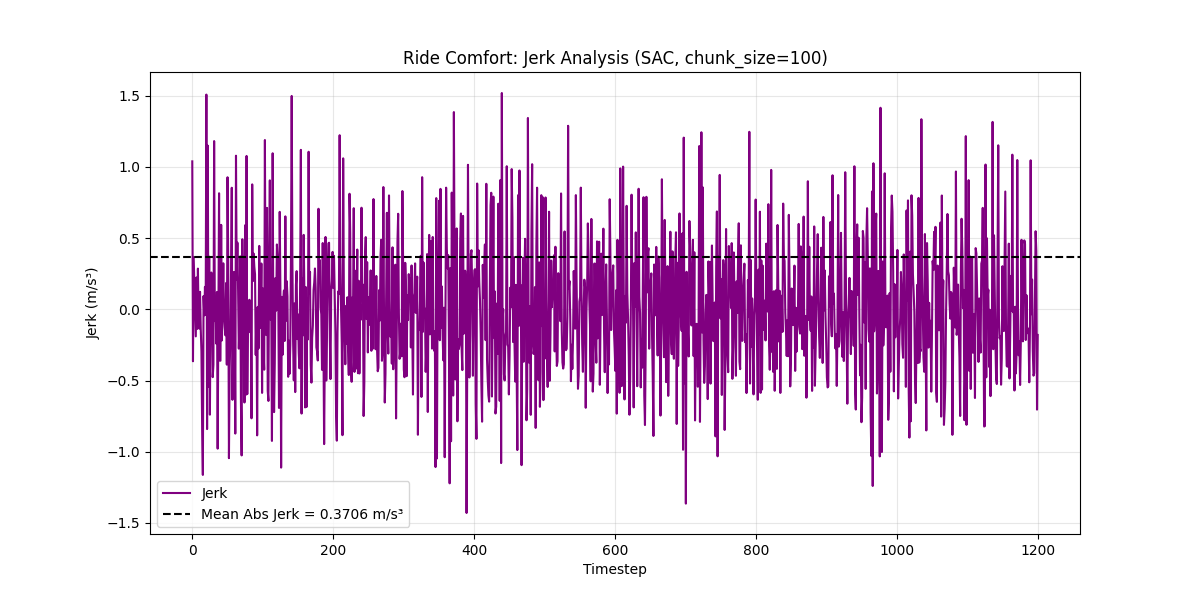 Ride Comfort: Jerk Analysis (SAC, chunk_size=100)
1.5
1.0
0.5
0.0
−0.5
−1.0
−1.5
Jerk (m/s³)
Jerk
Mean Abs Jerk = 0.3706 m/s³
0 200 400 600 800 1000 1200
Timestep